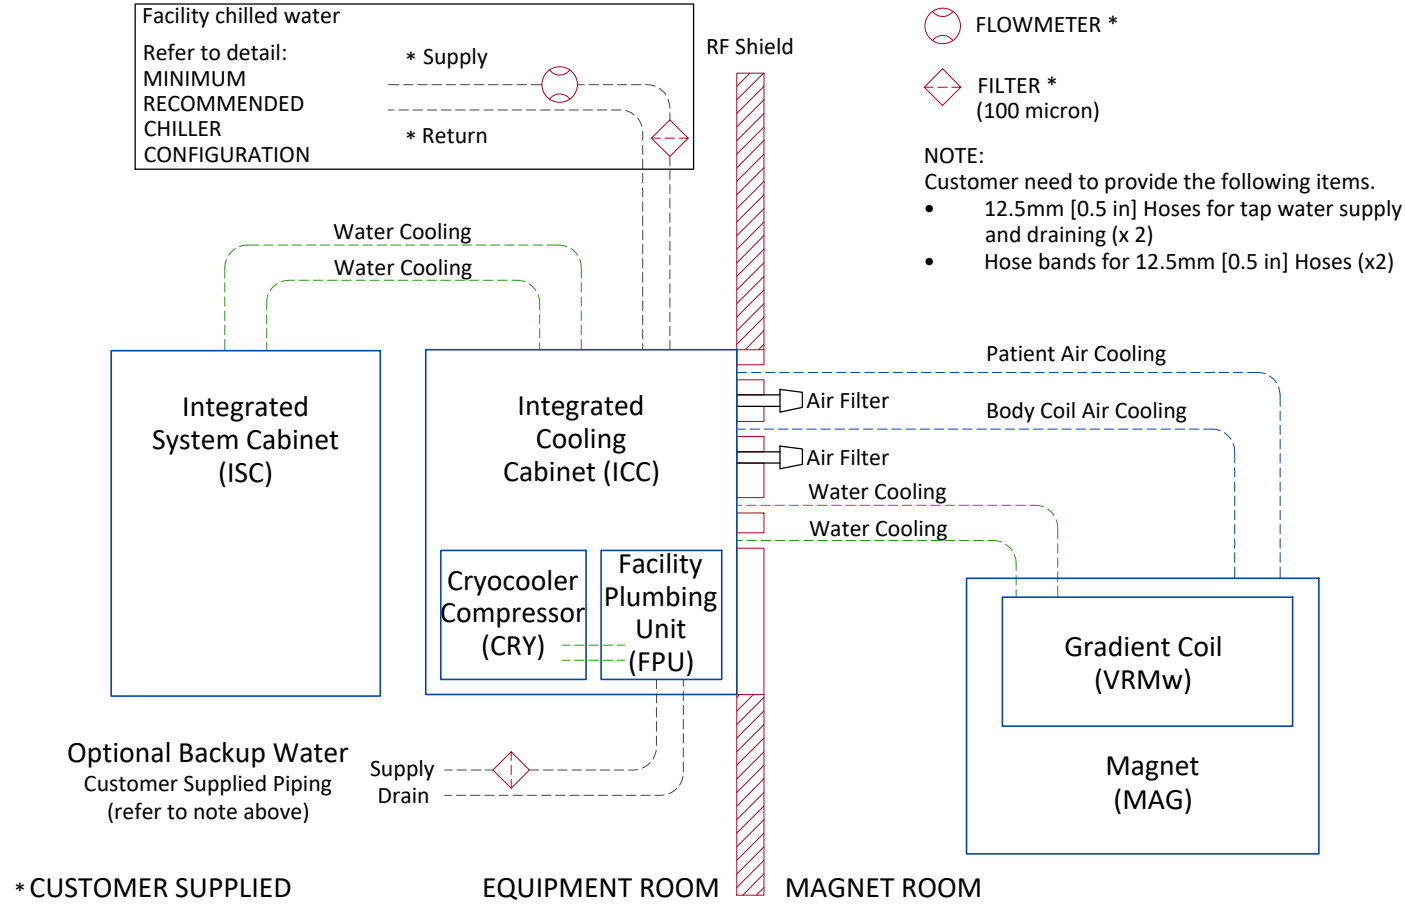 Facility chilled water
Refer to detail:
MINIMUM
RECOMMENDED
CHILLER
CONFIGURATION
* Supply
* Return
RF Shield
FLOWMETER *
FILTER *
(100 micron)
NOTE:
Customer need to provide the following items.
• 12.5mm [0.5 in] Hoses for tap water supply
and draining (x 2)
• Hose bands for 12.5mm [0.5 in] Hoses (x2)
Water Cooling
Water Cooling
Integrated
System Cabinet
(ISC)
Integrated
Cooling
Cabinet (ICC)
Cryocooler
Compressor
(CRY)
Facility
Plumbing
Unit
(FPU)
Patient Air Cooling
Air Filter
Body Coil Air Cooling
Air Filter
Water Cooling
Water Cooling
Gradient Coil
(VRMw)
Magnet
(MAG)
Optional Backup Water
Customer Supplied Piping
(refer to note above)
Supply
Drain
* CUSTOMER SUPPLIED
EQUIPMENT ROOM
MAGNET ROOM